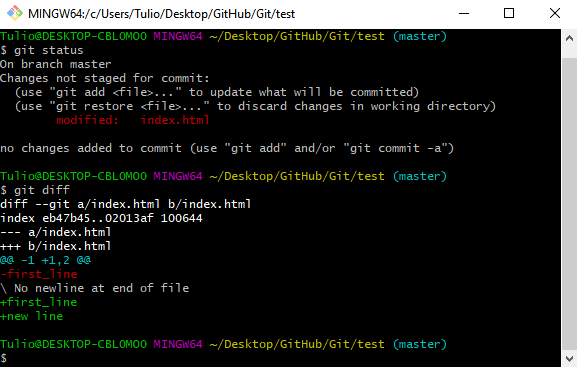 MINGW64:/c/Users/Tulio/Desktop/GitHub/Git/test
Tulio@DESKTOP-CBLOMOO MINGW64 ~/Desktop/GitHub/Git/test (master)
$ git status
On branch master
Changes not staged for commit:
  (use "git add <file>..." to update what will be committed)
  (use "git restore <file>..." to discard changes in working directory)
        modified:   index.html

no changes added to commit (use "git add" and/or "git commit -a")

Tulio@DESKTOP-CBLOMOO MINGW64 ~/Desktop/GitHub/Git/test (master)
$ git diff
diff --git a/index.html b/index.html
index eb47b45..02013af 100644
--- a/index.html
+++ b/index.html
@@ -1 +1,2 @@
-first_line
\ No newline at end of file
+first_line
+new line

Tulio@DESKTOP-CBLOMOO MINGW64 ~/Desktop/GitHub/Git/test (master)
$